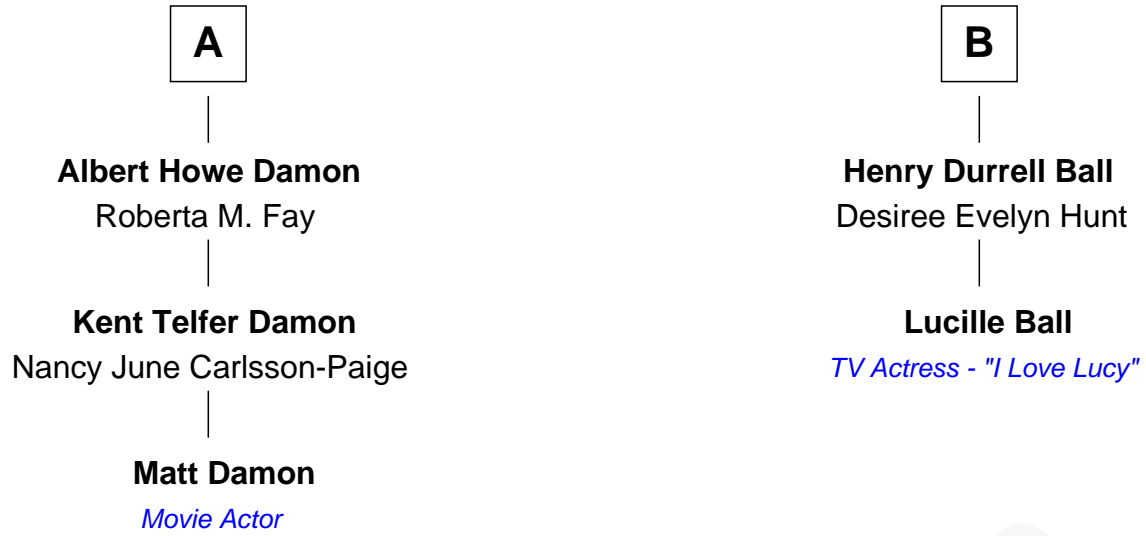 A
Albert Howe Damon
Roberta M. Fay
Kent Telfer Damon
Nancy June Carlsson-Paige
Matt Damon
Movie Actor
B
Henry Durrell Ball
Desiree Evelyn Hunt
Lucille Ball
TV Actress - "I Love Lucy"